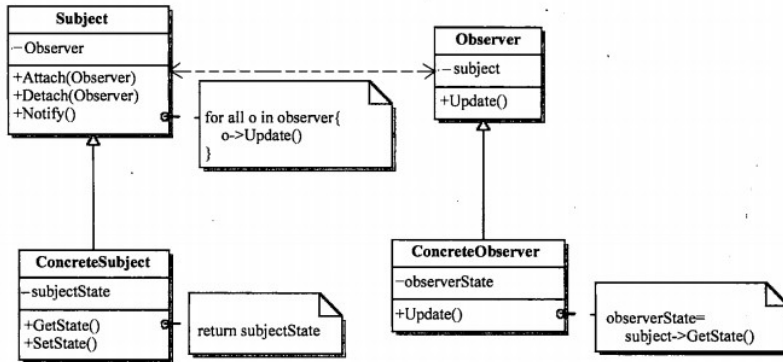 Subject
−Observer
+Attach(Observer)
+Detach(Observer)
+Notify()
for all o in observer{
o->Update()
}
Observer
−subject
+Update()
ConcreteSubject
−subjectState
+GetState()
+SetState()
return subjectState
ConcreteObserver
−observerState
+Update()
observerState=
subject->GetState()